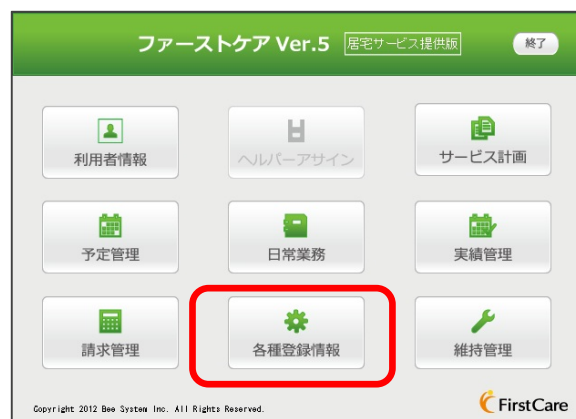 ファーストケア Ver.5 居宅サービス提供版 終了
利用者情報 ヘルパーアサイン サービス計画
予定管理 日常業務 実績管理
請求管理 各種登録情報 維持管理
Copyright 2012 Bee System Inc. All Rights Reserved. FirstCare